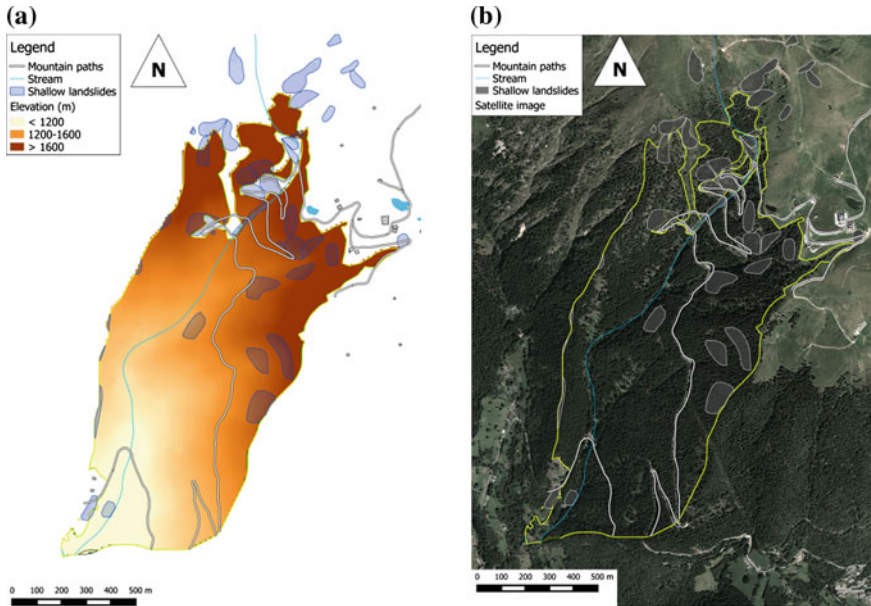 (a)
Legend
Mountain paths
Stream
Shallow landslides
Elevation (m)
< 1200
1200-1600
> 1600
N
0 100 200 300 400 500 m
(b)
Legend
Mountain paths
Stream
Shallow landslides
Satellite image
N
0 100 200 300 400 500 m